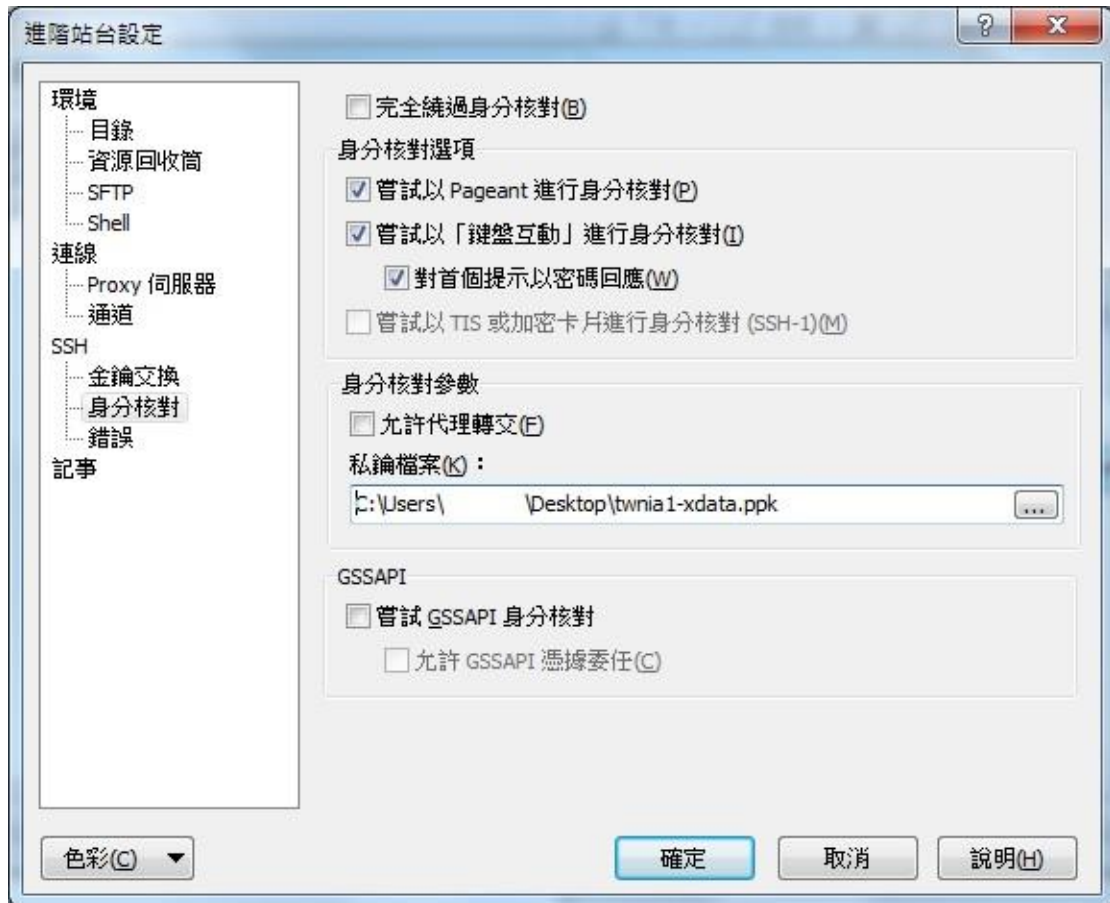 進階站台設定
環境
目錄
資源回收筒
SFTP
Shell
連線
Proxy 伺服器
通道
SSH
金鑰交換
身分核對
錯誤
記事
完全繞過身分核對(B)
身分核對選項
嘗試以 Pageant 進行身分核對(P)
嘗試以「鍵盤互動」進行身分核對(I)
對首個提示以密碼回應(W)
嘗試以 TIS 或加密卡片進行身分核對 (SSH-1)(M)
身分核對參數
允許代理轉交(F)
私鑰檔案(K)：
C:\Users\ \Desktop\twnia1-xdata.ppk
...
GSSAPI
嘗試 GSSAPI 身分核對
允許 GSSAPI 憑據委任(C)
色彩(C)
確定
取消
說明(H)